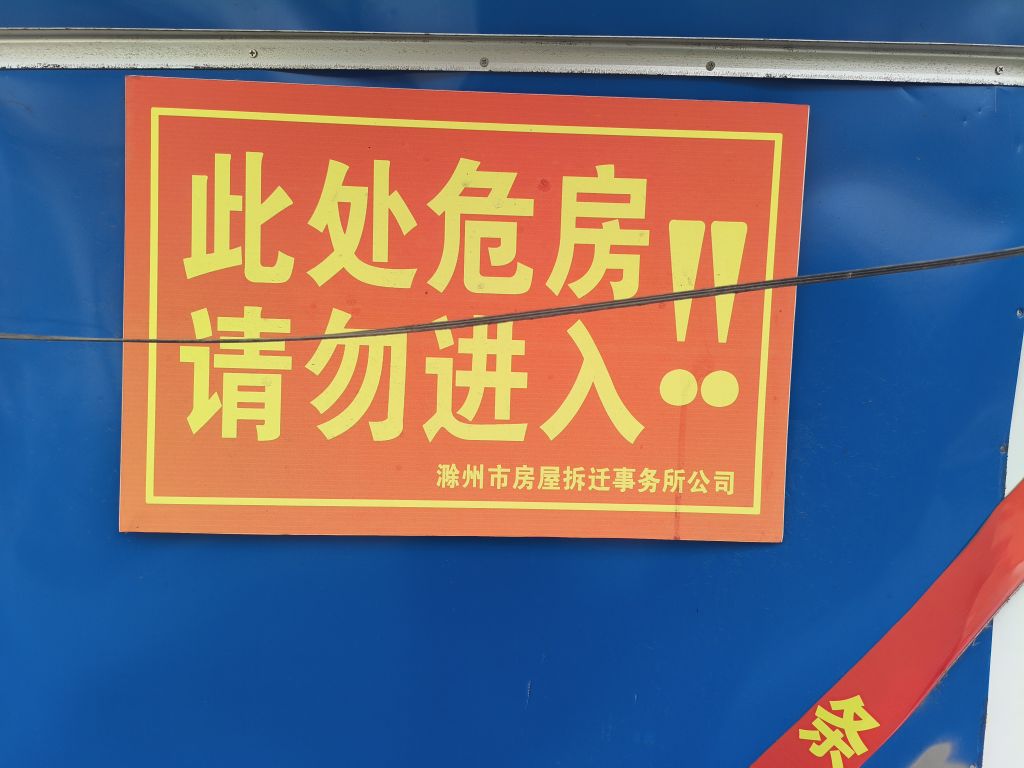 此处危房
请勿进入!!
滁州市房屋拆迁事务所公司
条